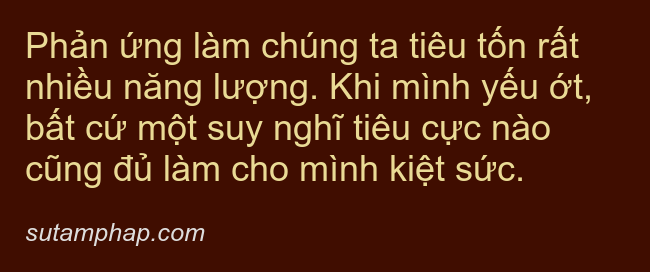 Phản ứng làm chúng ta tiêu tốn rất
nhiều năng lượng. Khi mình yếu ớt,
bất cứ một suy nghĩ tiêu cực nào
cũng đủ làm cho mình kiệt sức.
sutamphap.com